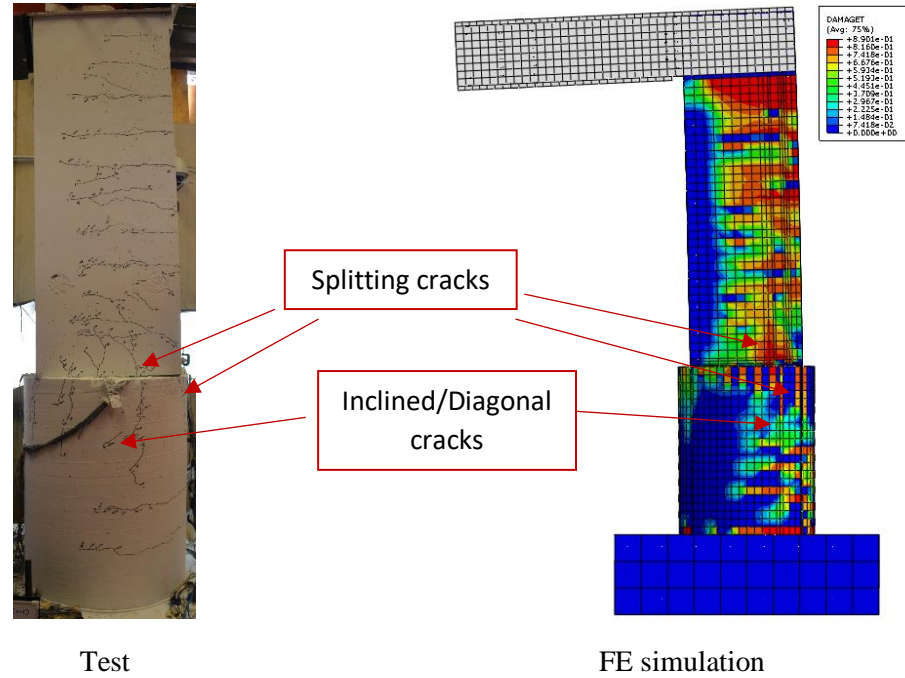 DAMAGET
(Avg: 75%)
+8.901e-01
+8.160e-01
+7.418e-01
+6.676e-01
+5.934e-01
+5.193e-01
+4.451e-01
+3.709e-01
+2.967e-01
+2.225e-01
+1.484e-01
+7.418e-02
+0.000e+00
Splitting cracks
Inclined/Diagonal
cracks
Test
FE simulation